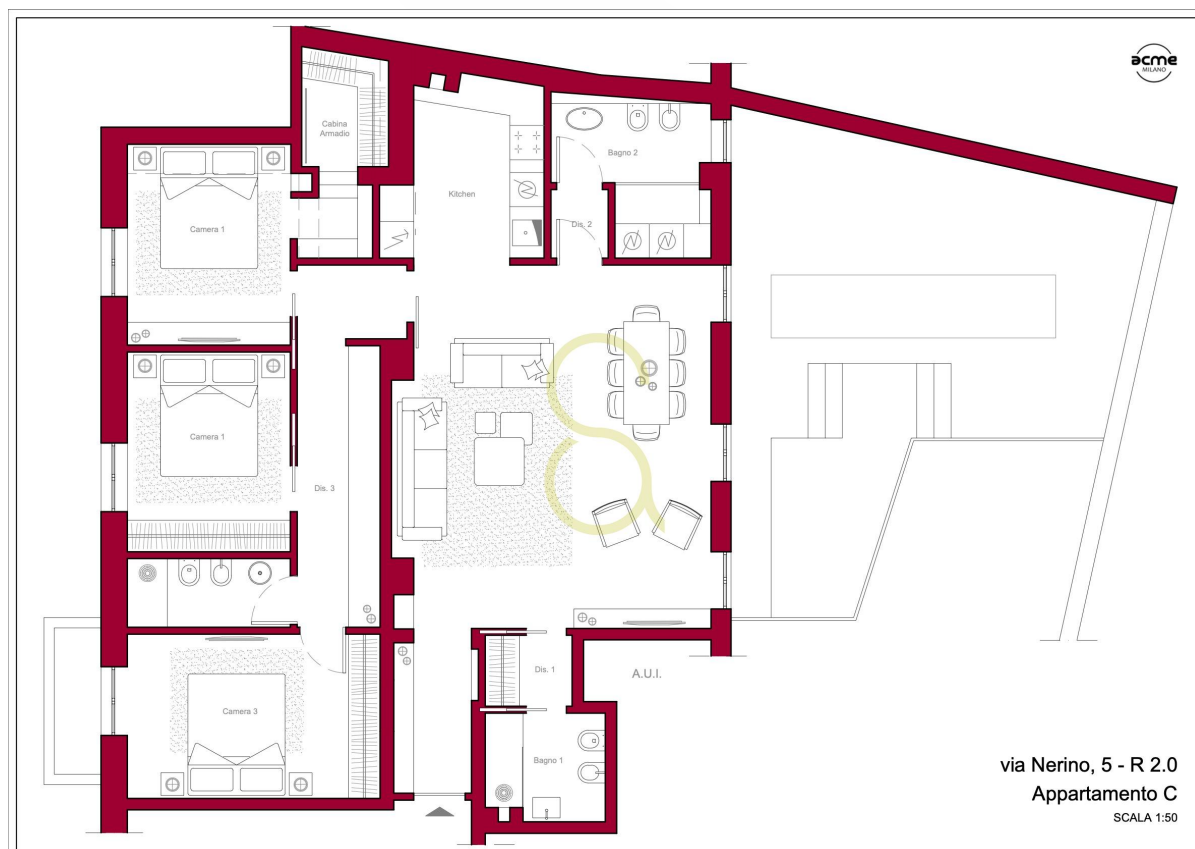 acme
MILANO
Cabina
Armadio
Bagno 2
Kitchen
Camera 1
Dis. 2
Camera 1
Dis. 3
Dis. 1
A.U.I.
Camera 3
Bagno 1
via Nerino, 5 - R 2.0
Appartamento C
SCALA 1:50